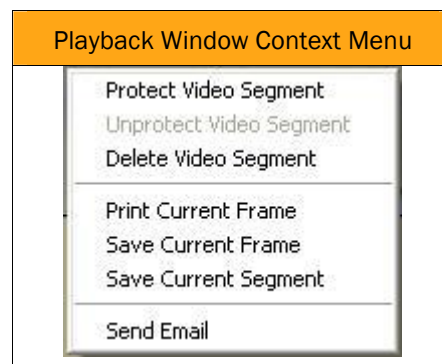 Playback Window Context Menu
Protect Video Segment
Unprotect Video Segment
Delete Video Segment
Print Current Frame
Save Current Frame
Save Current Segment
Send Email